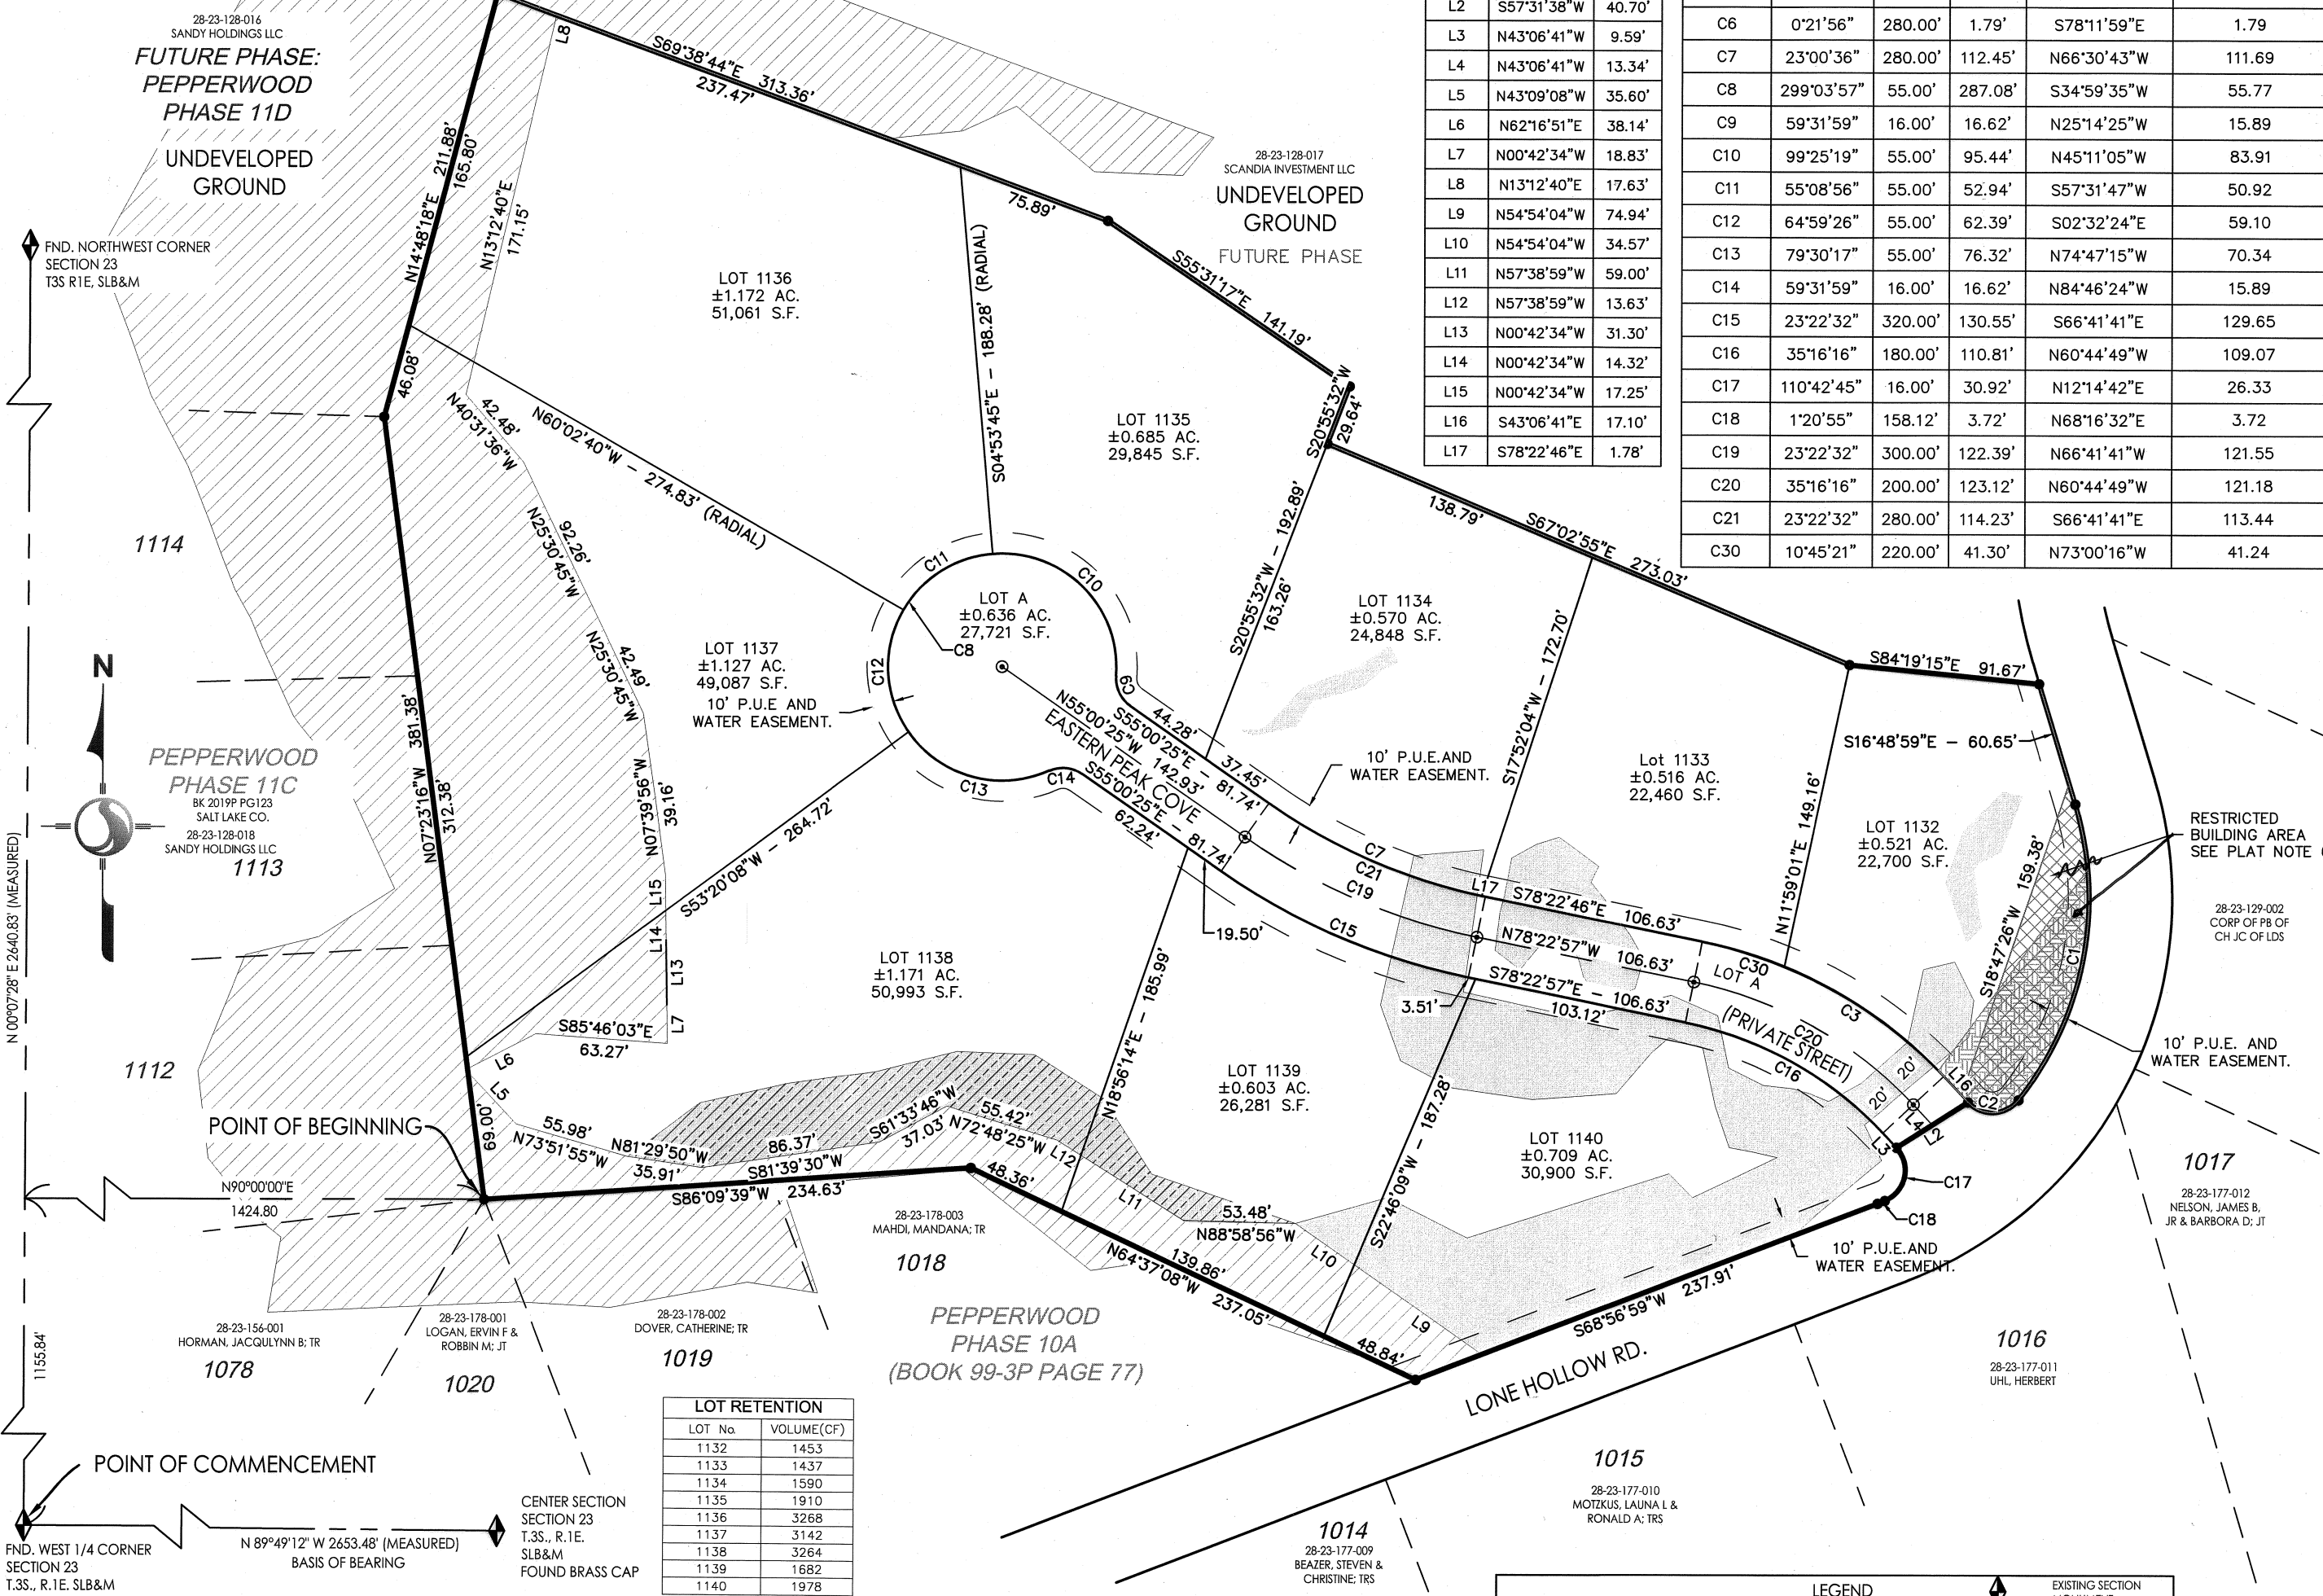 28-23-128-016
SANDY HOLDINGS LLC
FUTURE PHASE:
PEPPERWOOD
PHASE 11D
UNDEVELOPED
GROUND
FND. NORTHWEST CORNER
SECTION 23
T3S R1E, SLB&M
N14°48'18"E 211.88'
165.80'
46.08'
L8
N13°12'40"E
171.15'
S69°38'44"E 313.36'
237.47'
75.89'
28-23-128-017
SCANDIA INVESTMENT LLC
UNDEVELOPED
GROUND
FUTURE PHASE
S55°31'17"E 141.19'
S20°55'32"W
29.64'
L2 S57°31'38"W 40.70'
L3 N43°06'41"W 9.59'
L4 N43°06'41"W 13.34'
L5 N43°09'08"W 35.60'
L6 N62°16'51"E 38.14'
L7 N00°42'34"W 18.83'
L8 N13°12'40"E 17.63'
L9 N54°54'04"W 74.94'
L10 N54°54'04"W 34.57'
L11 N57°38'59"W 59.00'
L12 N57°38'59"W 13.63'
L13 N00°42'34"W 31.30'
L14 N00°42'34"W 14.32'
L15 N00°42'34"W 17.25'
L16 S43°06'41"E 17.10'
L17 S78°22'46"E 1.78'
C6 0°21'56" 280.00' 1.79' S78°11'59"E 1.79
C7 23°00'36" 280.00' 112.45' N66°30'43"W 111.69
C8 299°03'57" 55.00' 287.08' S34°59'35"W 55.77
C9 59°31'59" 16.00' 16.62' N25°14'25"W 15.89
C10 99°25'19" 55.00' 95.44' N45°11'05"W 83.91
C11 55°08'56" 55.00' 52.94' S57°31'47"W 50.92
C12 64°59'26" 55.00' 62.39' S02°32'24"E 59.10
C13 79°30'17" 55.00' 76.32' N74°47'15"W 70.34
C14 59°31'59" 16.00' 16.62' N84°46'24"W 15.89
C15 23°22'32" 320.00' 130.55' S66°41'41"E 129.65
C16 35°16'16" 180.00' 110.81' N60°44'49"W 109.07
C17 110°42'45" 16.00' 30.92' N12°14'42"E 26.33
C18 1°20'55" 158.12' 3.72' N68°16'32"E 3.72
C19 23°22'32" 300.00' 122.39' N66°41'41"W 121.55
C20 35°16'16" 200.00' 123.12' N60°44'49"W 121.18
C21 23°22'32" 280.00' 114.23' S66°41'41"E 113.44
C30 10°45'21" 220.00' 41.30' N73°00'16"W 41.24
LOT 1136
±1.172 AC.
51,061 S.F.
S04°53'45"E - 188.28' (RADIAL)
LOT 1135
±0.685 AC.
29,845 S.F.
42.48'
N40°31'36"W
N60°02'40"W - 274.83' (RADIAL)
92.26'
N25°30'45"W
42.49'
N25°30'45"W
N07°39'56"W
39.16'
L15
L14
L13
L7
1114
N
PEPPERWOOD
PHASE 11C
BK 2019P PG123
SALT LAKE CO.
28-23-128-018
SANDY HOLDINGS LLC
1113
1112
N 00°07'28" E 2640.83' (MEASURED)
N07°23'16"W 381.38'
312.38'
69.00'
C11
C10
LOT A
±0.636 AC.
27,721 S.F.
C8
C12
C9
C13
C14
LOT 1137
±1.127 AC.
49,087 S.F.
10' P.U.E AND
WATER EASEMENT.
S53°20'08"W - 264.72'
S20°55'32"W - 192.89'
163.26'
138.79'
S67°02'55"E 273.03'
LOT 1134
±0.570 AC.
24,848 S.F.
S17°52'04"W - 172.70'
44.28'
37.45'
S55°00'25"E - 81.74'
N55°00'25"W
142.93'
EASTERN PEAK COVE
S55°00'25"E - 81.74'
62.24'
19.50'
10' P.U.E.AND
WATER EASEMENT.
C7
C21
C19
C15
L17
Lot 1133
±0.516 AC.
22,460 S.F.
N11°59'01"E 149.16'
S84°19'15"E 91.67'
S16°48'59"E - 60.65'
LOT 1132
±0.521 AC.
22,700 S.F.
S18°47'26"W 159.38'
C1
RESTRICTED
BUILDING AREA
SEE PLAT NOTE
28-23-129-002
CORP OF PB OF
CH JC OF LDS
10' P.U.E. AND
WATER EASEMENT.
S78°22'46"E 106.63'
N78°22'57"W 106.63'
S78°22'57"E - 106.63'
103.12'
3.51'
C30
LOT A
(PRIVATE STREET)
C3
C20
C16
20'
20'
L16
C2
L4
L2
L3
C17
C18
LOT 1138
±1.171 AC.
50,993 S.F.
N18°56'14"E - 185.99'
LOT 1139
±0.603 AC.
26,281 S.F.
S22°46'09"W - 187.28'
LOT 1140
±0.709 AC.
30,900 S.F.
S85°46'03"E
63.27'
L6
L5
POINT OF BEGINNING
55.98'
N73°51'55"W
N81°29'50"W
35.91'
86.37'
S81°39'30"W
S61°33'46"W
37.03'
55.42'
N72°48'25"W
L12
L11
53.48'
N88°58'56"W
L10
L9
S86°09'39"W 234.63'
48.36'
139.86'
N64°37'08"W 237.05'
48.84'
S68°56'59"W 237.91'
10' P.U.E.AND
WATER EASEMENT.
LONE HOLLOW RD.
N90°00'00"E
1424.80
1155.84'
28-23-178-003
MAHDI, MANDANA; TR
1018
PEPPERWOOD
PHASE 10A
(BOOK 99-3P PAGE 77)
28-23-156-001
HORMAN, JACQULYNN B; TR
1078
28-23-178-001
LOGAN, ERVIN F &
ROBBIN M; JT
1020
28-23-178-002
DOVER, CATHERINE; TR
1019
1017
28-23-177-012
NELSON, JAMES B,
JR & BARBORA D; JT
1016
28-23-177-011
UHL, HERBERT
1015
28-23-177-010
MOTZKUS, LAUNA L &
RONALD A; TRS
1014
28-23-177-009
BEAZER, STEVEN &
CHRISTINE; TRS
LOT RETENTION
LOT No. VOLUME(CF)
1132 1453
1133 1437
1134 1590
1135 1910
1136 3268
1137 3142
1138 3264
1139 1682
1140 1978
POINT OF COMMENCEMENT
FND. WEST 1/4 CORNER
SECTION 23
T.3S., R.1E. SLB&M
N 89°49'12" W 2653.48' (MEASURED)
BASIS OF BEARING
CENTER SECTION
SECTION 23
T.3S., R.1E.
SLB&M
FOUND BRASS CAP
LEGEND
EXISTING SECTION